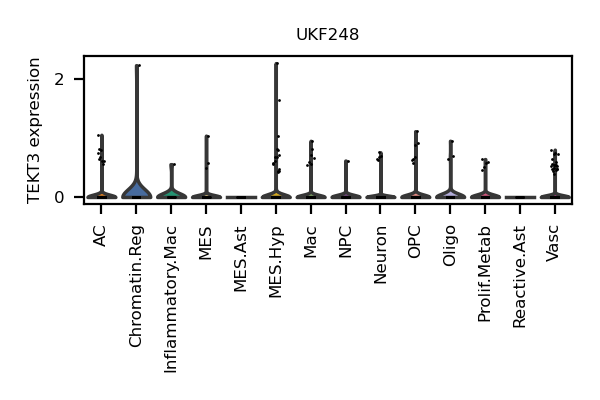 UKF248
TEKT3 expression
2
0
AC
Chromatin.Reg
Inflammatory.Mac
MES
MES.Ast
MES.Hyp
Mac
NPC
Neuron
OPC
Oligo
Prolif.Metab
Reactive.Ast
Vasc